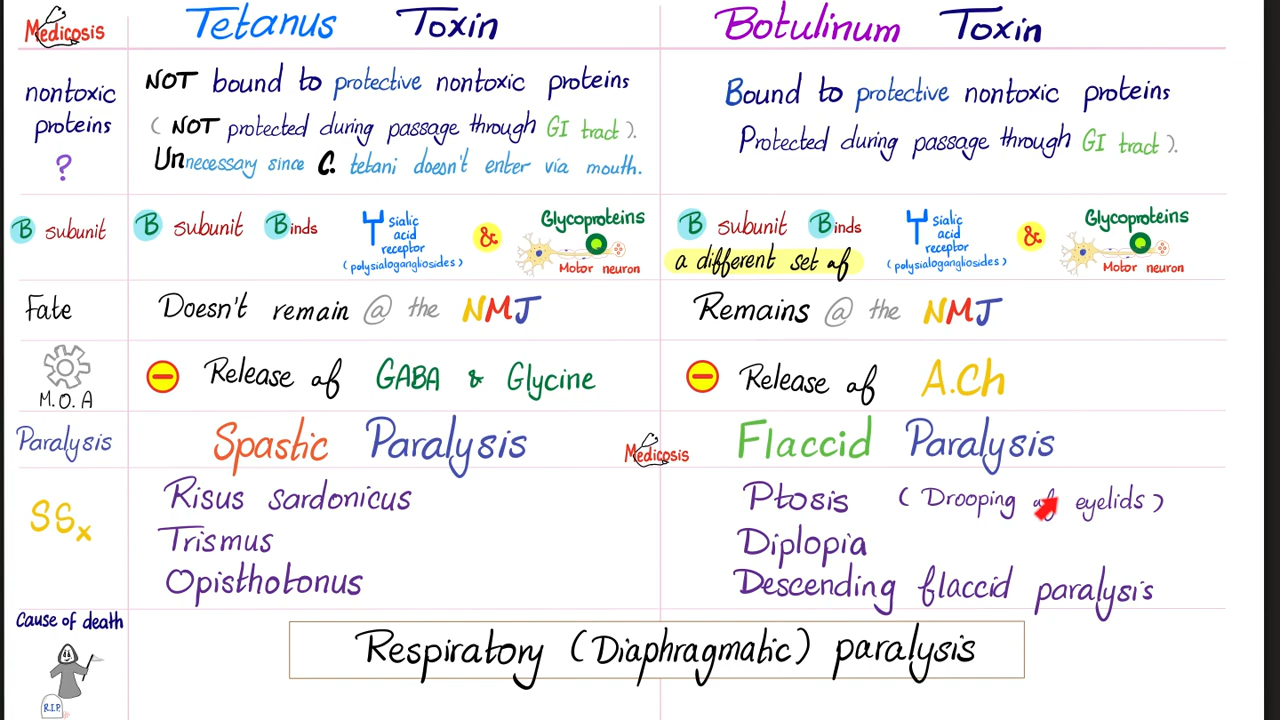 Medicosis
Tetanus Toxin
Botulinum Toxin
nontoxic
proteins
?
NOT bound to protective nontoxic proteins
( NOT protected during passage through GI tract ).
Unnecessary since C. tetani doesn't enter via mouth.
Bound to protective nontoxic proteins
Protected during passage through GI tract ).
B subunit
B subunit Binds
sialic
acid
receptor
(polysialogangliosides)
&
Glycoproteins
Motor neuron
B subunit Binds
a different set of
sialic
acid
receptor
(polysialogangliosides)
&
Glycoproteins
Motor neuron
Fate
Doesn't remain @ the NMJ
Remains @ the NMJ
M.O.A
Release of GABA & Glycine
Release of A.Ch
Paralysis
Spastic Paralysis
Medicosis
Flaccid Paralysis
SSx
Risus sardonicus
Trismus
Opisthotonus
Ptosis ( Drooping of eyelids )
Diplopia
Descending flaccid paralysis
Cause of death
R.I.P.
Respiratory (Diaphragmatic) paralysis